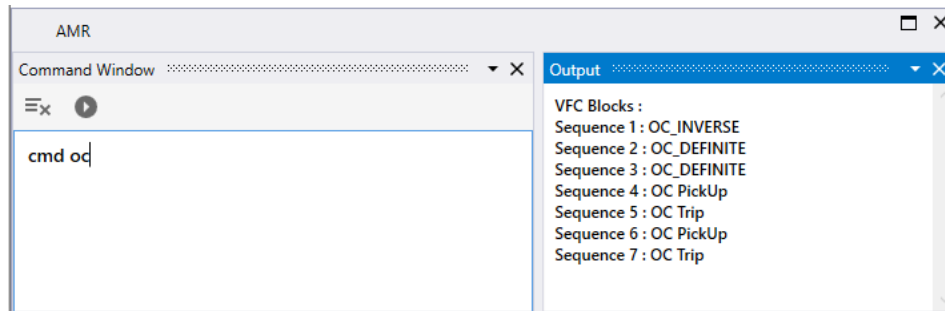 AMR
Command Window
cmd oc
Output
VFC Blocks :
Sequence 1 : OC_INVERSE
Sequence 2 : OC_DEFINITE
Sequence 3 : OC_DEFINITE
Sequence 4 : OC PickUp
Sequence 5 : OC Trip
Sequence 6 : OC PickUp
Sequence 7 : OC Trip